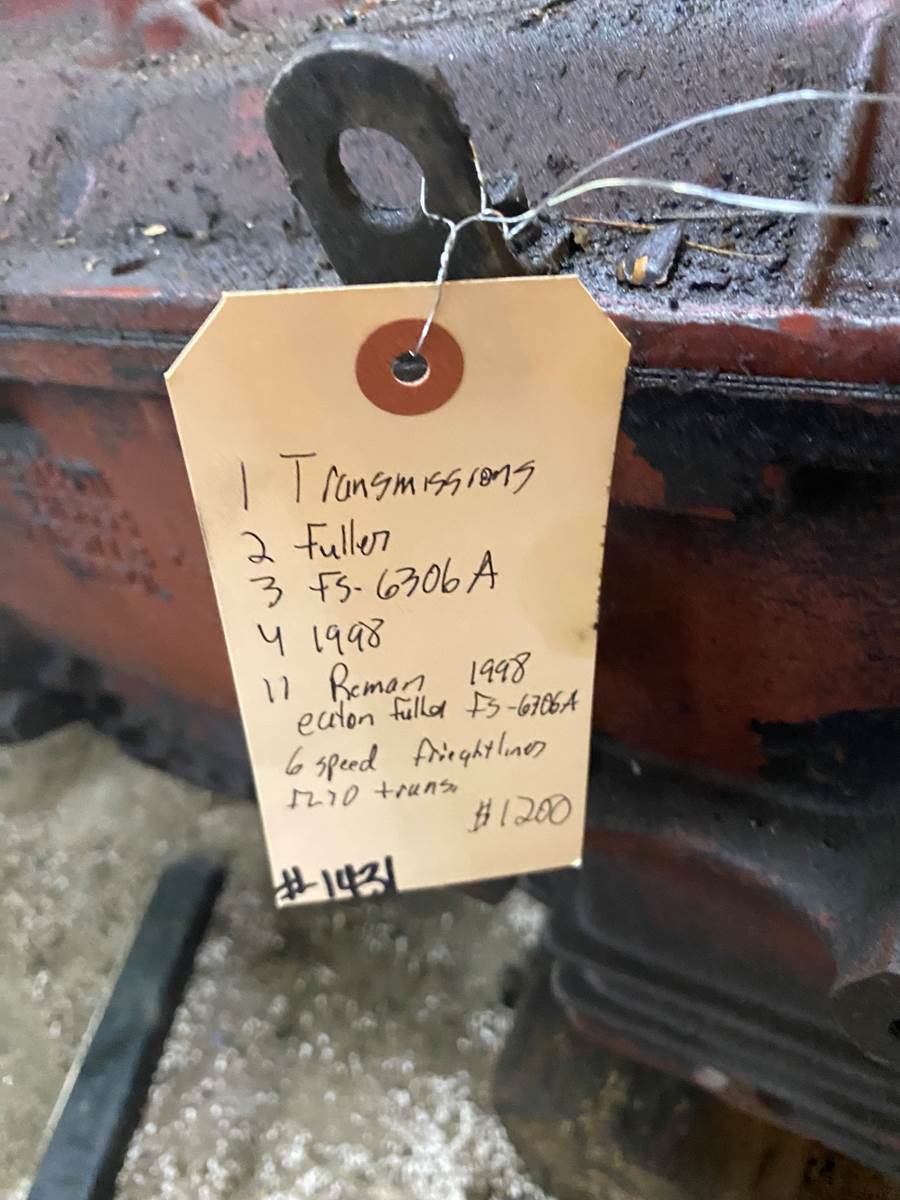 1 Transmissions
2 Fuller
3 FS-6306A
4 1998
11 Reman 1998
eaton fuller FS-6306A
6 speed frieghtliner
trans.
$1200
#1431